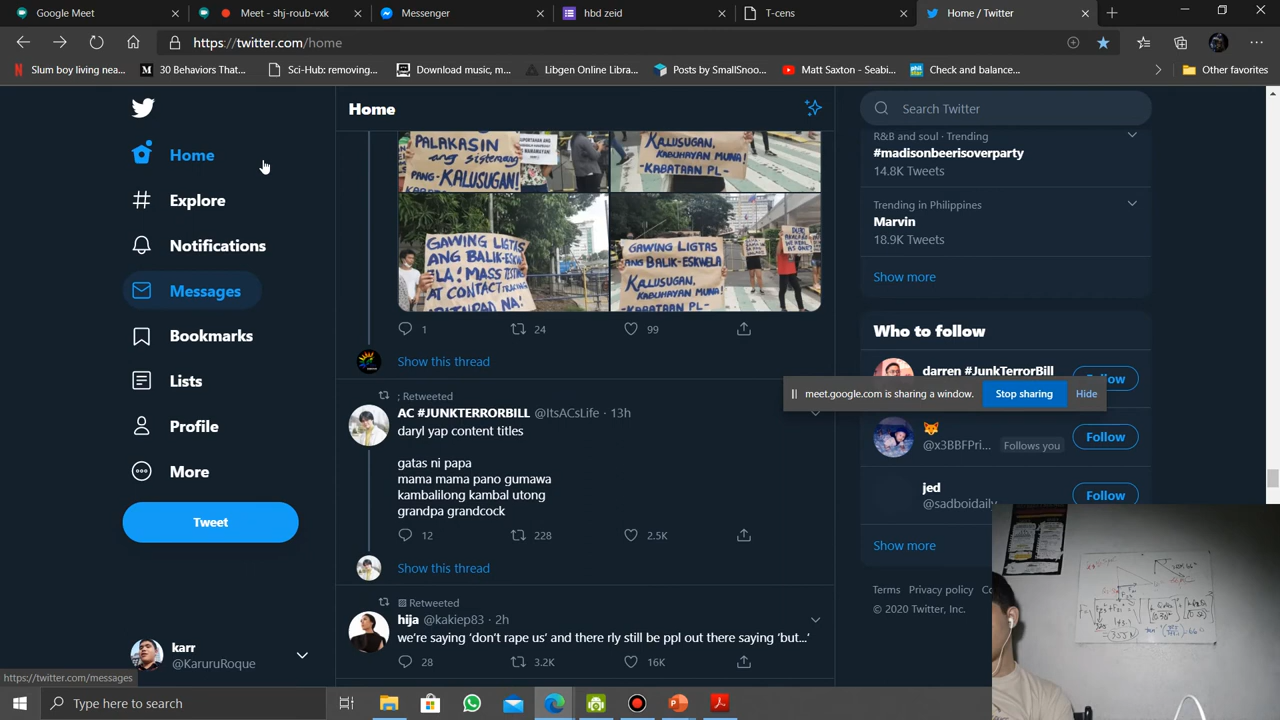 Google Meet
Meet - shj-roub-vxk
Messenger
hbd zeid
T-cens
Home / Twitter
https://twitter.com/home
Slum boy living nea...
30 Behaviors That...
Sci-Hub: removing...
Download music, m...
Libgen Online Libra...
Posts by SmallSnoo...
Matt Saxton - Seabi...
Check and balance...
Other favorites
Home
Explore
Notifications
Messages
Bookmarks
Lists
Profile
More
Tweet
karr
@KaruruRoque
https://twitter.com/messages
Home
PALAKASIN
ang sistemang
PANG-KALUSUGAN!
KALUSUGAN,
KABUHAYAN MUNA!
-KABATAAN PL-
GAWING LIGTAS
ANG BALIK-ESKWE
LA! MASS TESTING
AT CONTACT TRACING
GAWING LIGTAS
ANG BALIK-ESKWELA
KALUSUGAN,
KABUHAYAN MUNA!
-KABATAAN PL-
1 24 99
Show this thread
; Retweeted
AC #JUNKTERRORBILL @ItsACsLife · 13h
daryl yap content titles
gatas ni papa
mama mama pano gumawa
kambalilong kambal utong
grandpa grandcock
12 228 2.5K
Show this thread
Retweeted
hija @kakiep83 · 2h
we're saying 'don't rape us' and there rly still be ppl out there saying 'but...'
28 3.2K 16K
Search Twitter
R&B and soul · Trending
#madisonbeerisoverparty
14.8K Tweets
Trending in Philippines
Marvin
18.9K Tweets
Show more
Who to follow
darren #JunkTerrorBill
Follow
meet.google.com is sharing a window.
Stop sharing
Hide
@x3BBFPri... Follows you
Follow
jed
@sadboidaily
Follow
Show more
Terms Privacy policy
© 2020 Twitter, Inc.
Type here to search